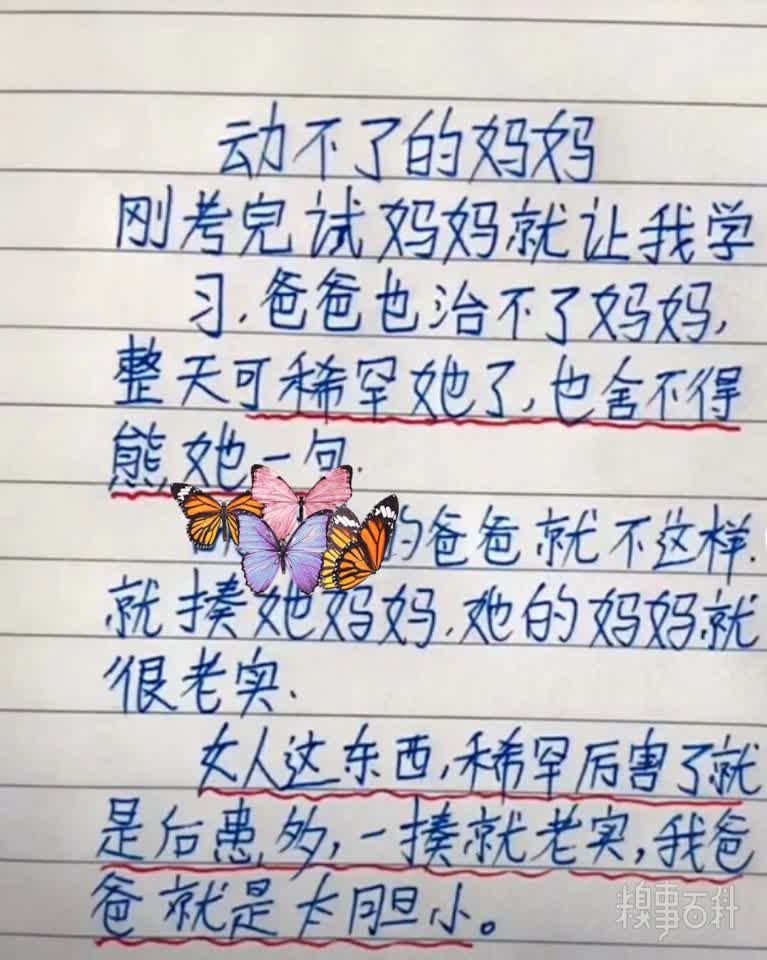 动不了的妈妈
刚考完试妈妈就让我学
习.爸爸也治不了妈妈,
整天可稀罕她了,也舍不得
熊她一句.
的爸爸就不这样.
就揍她妈妈.她的妈妈就
很老实.
女人这东西,稀罕厉害了就
是后患多,一揍就老实,我爸
爸就是太胆小。
糗事百科